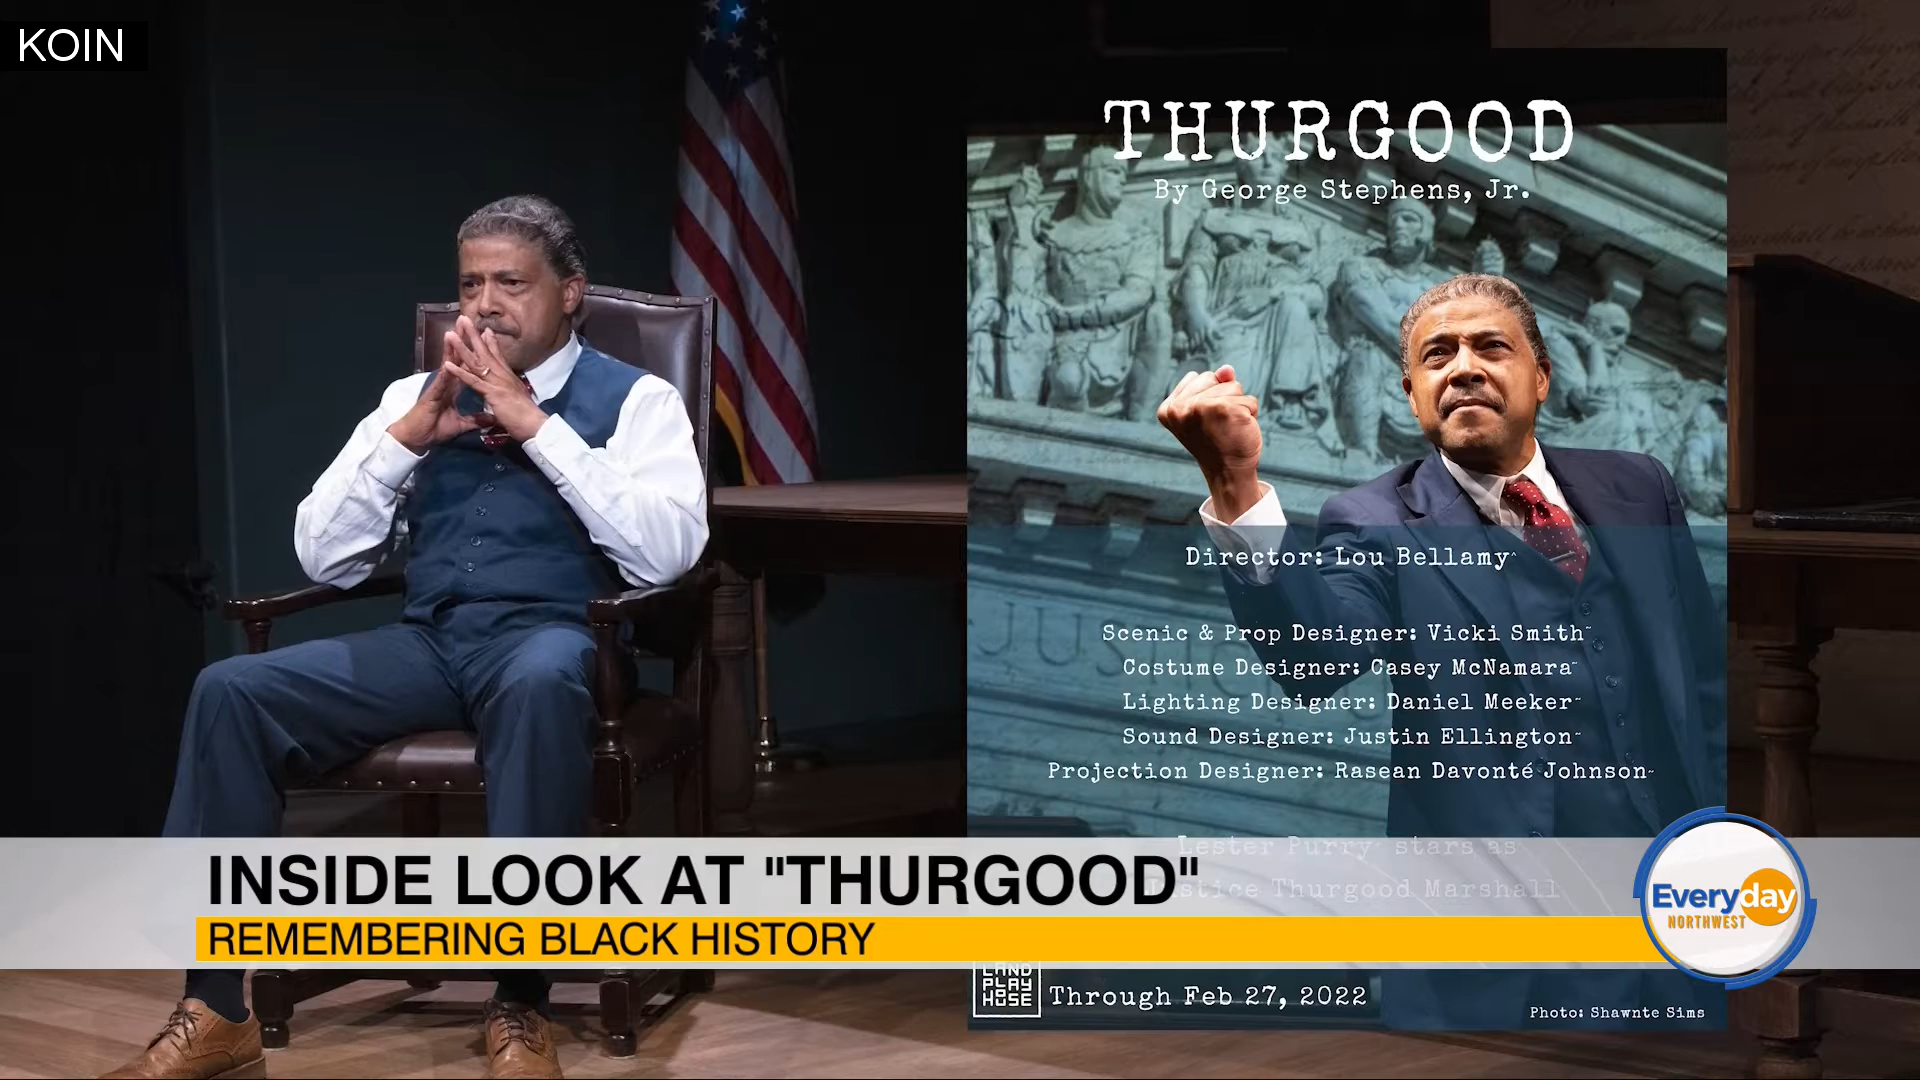 KOIN
THURGOOD
By George Stephens, Jr.
Director: Lou Bellamy^
Scenic & Prop Designer: Vicki Smith~
Costume Designer: Casey McNamara~
Lighting Designer: Daniel Meeker~
Sound Designer: Justin Ellington~
Projection Designer: Rasean Davonté Johnson~
Lester Purry stars as
Justice Thurgood Marshall
INSIDE LOOK AT "THURGOOD"
REMEMBERING BLACK HISTORY
Everyday
NORTHWEST
LAND
PLAY
HOSE
Through Feb 27, 2022
Photo: Shawnte Sims